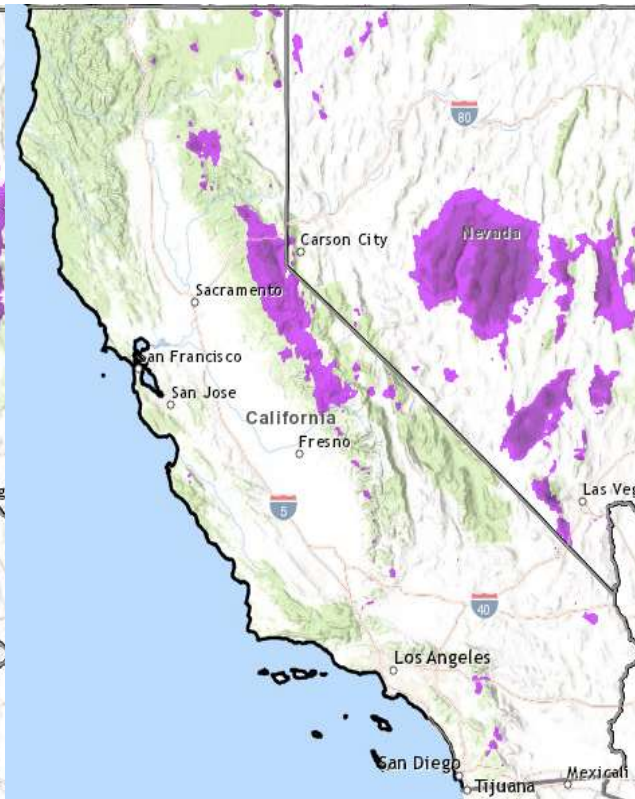 80
Nevada
Carson City
Sacramento
San Francisco
San Jose
California
Fresno
Las Veg
5
40
Los Angeles
San Diego
Tijuana
Mexicali